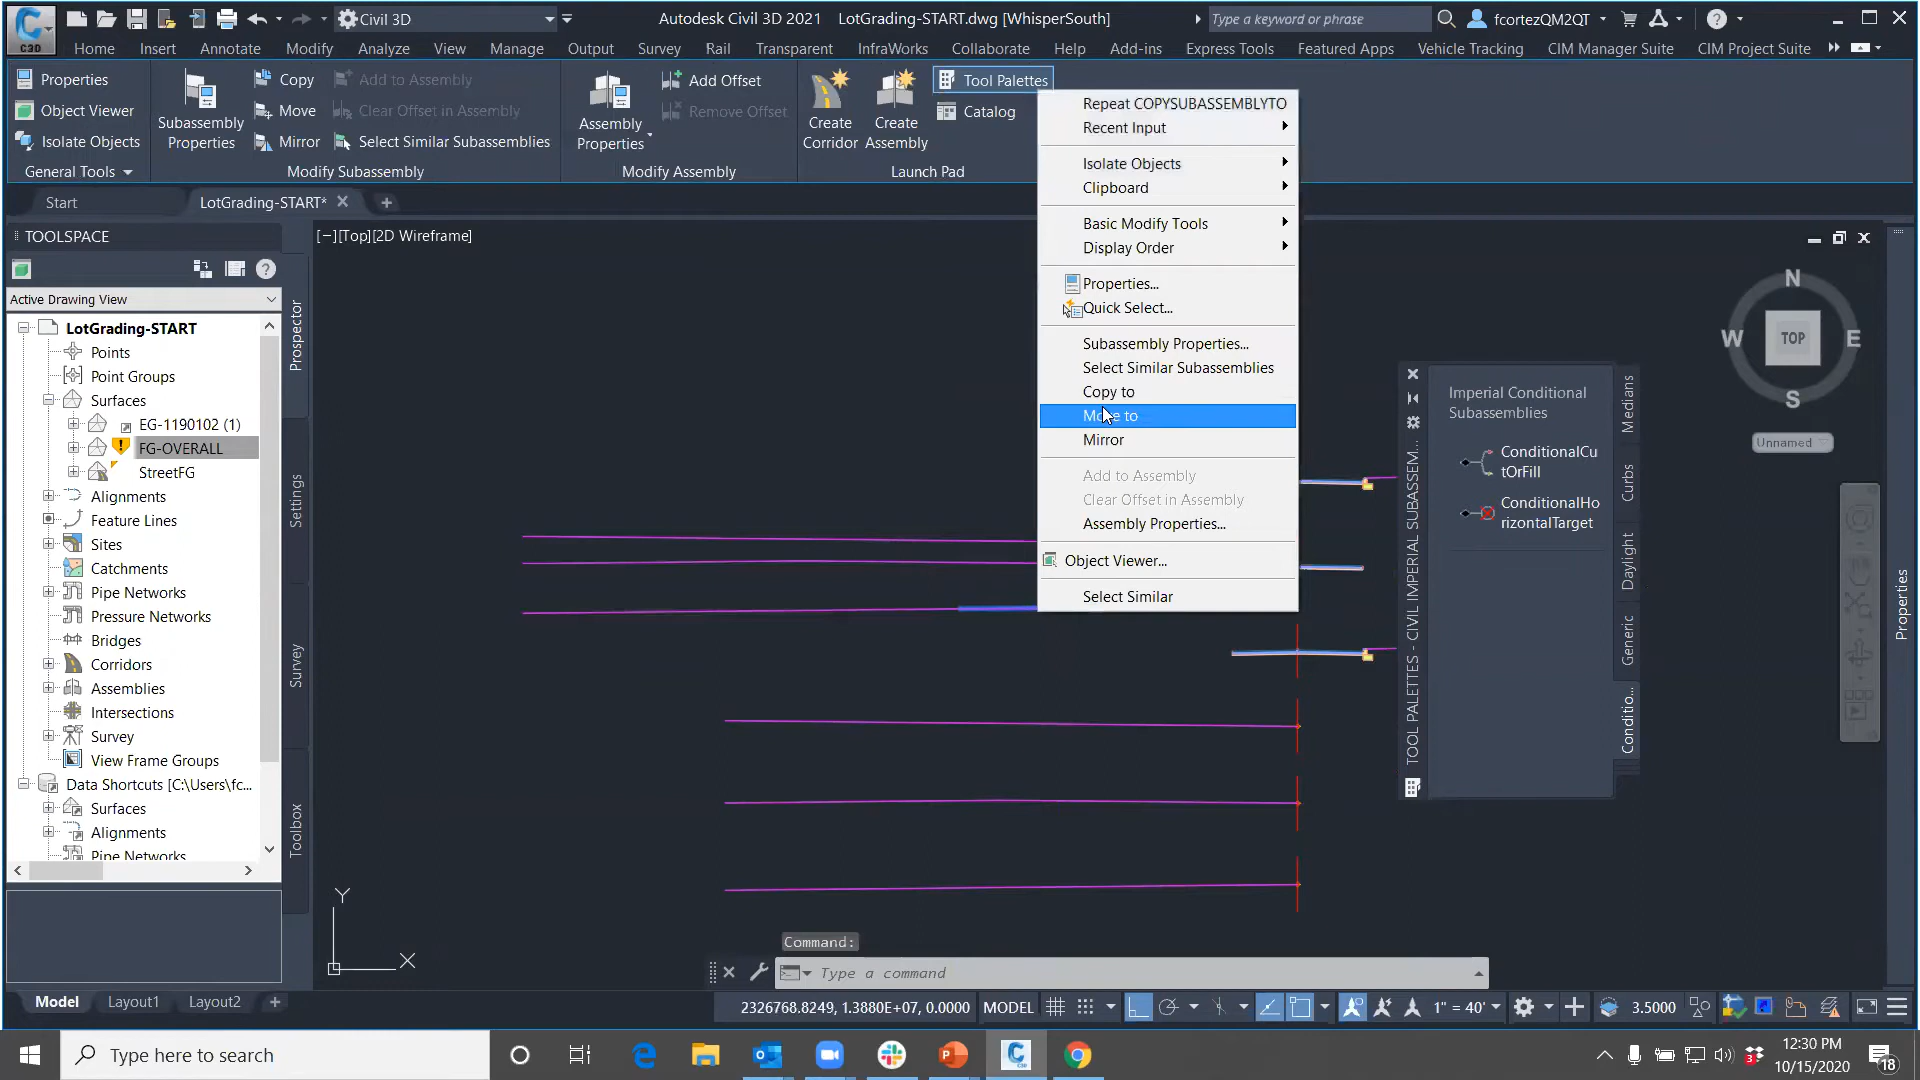 C3D
Civil 3D
Autodesk Civil 3D 2021 LotGrading-START.dwg [WhisperSouth]
Type a keyword or phrase
fcortezQM2QT
Home Insert Annotate Modify Analyze View Manage Output Survey Rail Transparent InfraWorks Collaborate Help Add-ins Express Tools Featured Apps Vehicle Tracking CIM Manager Suite CIM Project Suite
Properties
Object Viewer
Isolate Objects
General Tools
Subassembly
Properties
Copy
Move
Mirror
Add to Assembly
Clear Offset in Assembly
Select Similar Subassemblies
Modify Subassembly
Assembly
Properties
Add Offset
Remove Offset
Modify Assembly
Create
Corridor
Create
Assembly
Tool Palettes
Catalog
Launch Pad
Start
LotGrading-START*
TOOLSPACE
Active Drawing View
LotGrading-START
Points
Point Groups
Surfaces
EG-1190102 (1)
FG-OVERALL
StreetFG
Alignments
Feature Lines
Sites
Catchments
Pipe Networks
Pressure Networks
Bridges
Corridors
Assemblies
Intersections
Survey
View Frame Groups
Data Shortcuts [C:\Users\fc...
Surfaces
Alignments
Pipe Networks
Prospector
Settings
Survey
Toolbox
[−][Top][2D Wireframe]
Repeat COPYSUBASSEMBLYTO
Recent Input
Isolate Objects
Clipboard
Basic Modify Tools
Display Order
Properties...
Quick Select...
Subassembly Properties...
Select Similar Subassemblies
Copy to
Move to
Mirror
Add to Assembly
Clear Offset in Assembly
Assembly Properties...
Object Viewer...
Select Similar
TOOL PALETTES - CIVIL IMPERIAL SUBASSEM...
Imperial Conditional
Subassemblies
ConditionalCu
tOrFill
ConditionalHo
rizontalTarget
Medians
Curbs
Daylight
Generic
Conditio...
N
W
TOP
E
S
Unnamed
Properties
Y
X
Command:
Type a command
Model Layout1 Layout2
2326768.8249, 1.3880E+07, 0.0000 MODEL
1" = 40'
3.5000
Type here to search
C3D
12:30 PM
10/15/2020
18